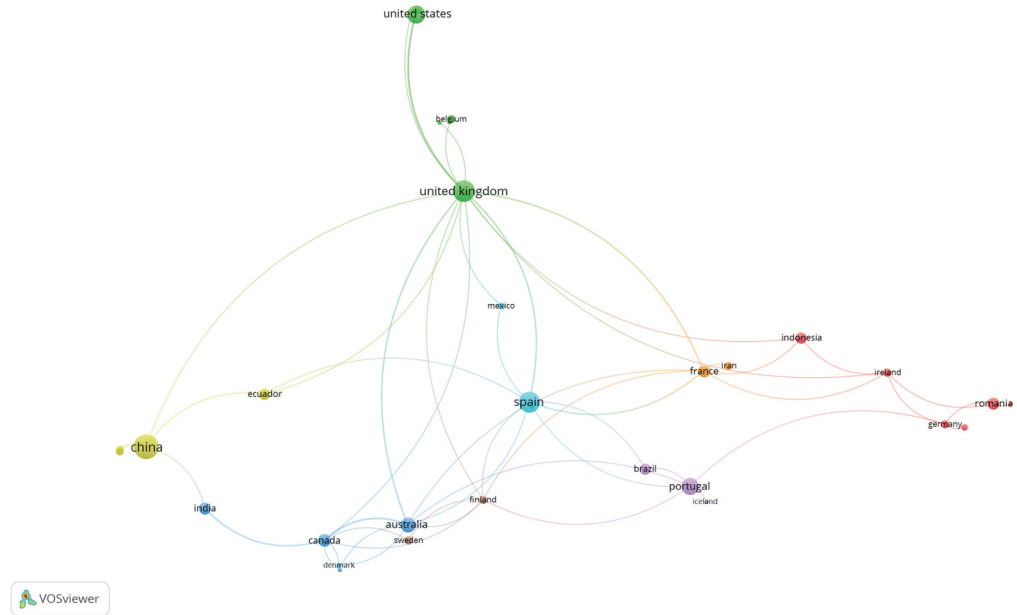 united states
belgium
united kingdom
mexico
indonesia
iran
france
ireland
ecuador
spain
romania
germany
china
brazil
portugal
finland
iceland
india
australia
canada
sweden
denmark
VOSviewer